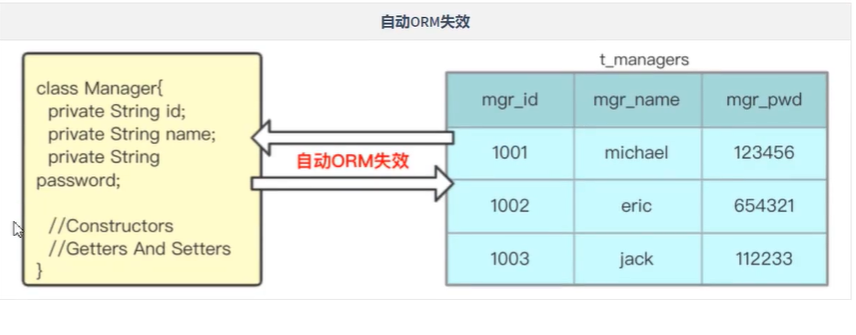 自动ORM失效
class Manager{
private String id;
private String name;
private String
password;
//Constructors
//Getters And Setters
}
自动ORM失效
t_managers
mgr_id mgr_name mgr_pwd
1001 michael 123456
1002 eric 654321
1003 jack 112233